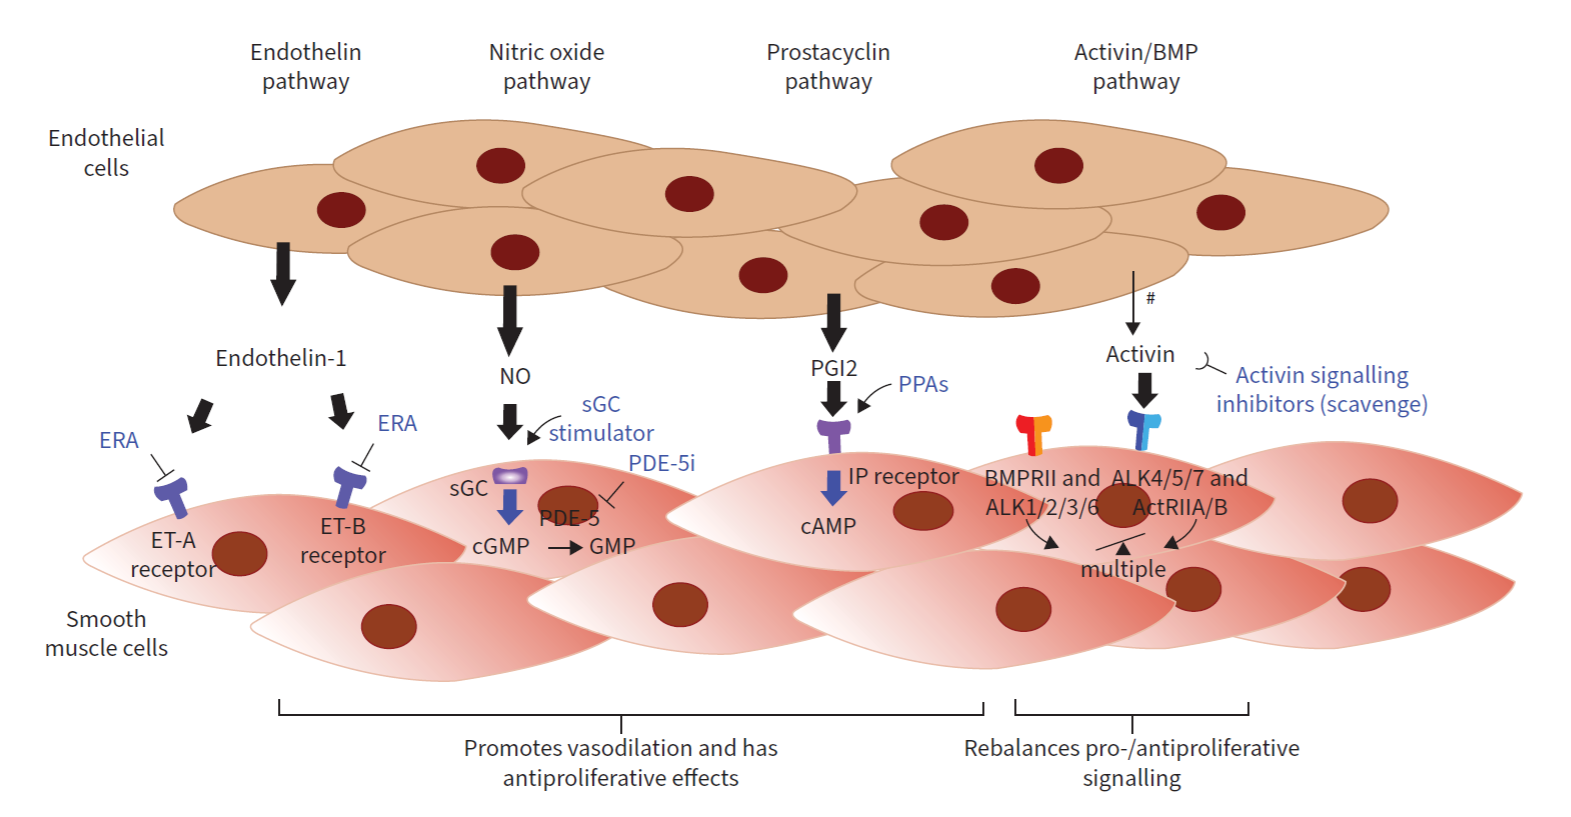 Endothelin
pathway
Nitric oxide
pathway
Prostacyclin
pathway
Activin/BMP
pathway
Endothelial
cells
#
Endothelin-1
NO
PGI2
Activin
PPAs
Activin signalling
inhibitors (scavenge)
ERA
ERA
sGC
stimulator
PDE-5i
sGC
PDE-5
cGMP
GMP
IP receptor
cAMP
BMPRII and
ALK1/2/3/6
ALK4/5/7 and
ActRIIA/B
multiple
ET-A
receptor
ET-B
receptor
Smooth
muscle cells
Promotes vasodilation and has
antiproliferative effects
Rebalances pro-/antiproliferative
signalling